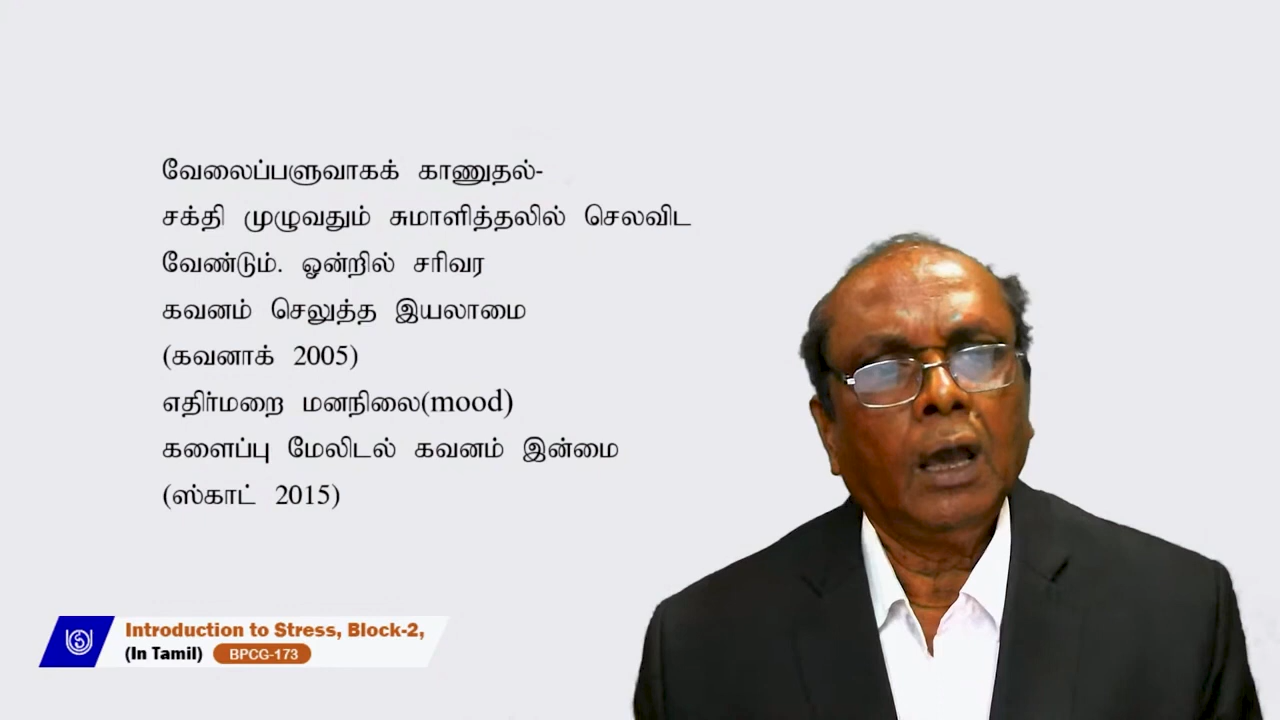 வேலைப்பளுவாகக் காணுதல்-
சக்தி முழுவதும் சுமாளித்தலில் செலவிட
வேண்டும். ஒன்றில் சரிவர
கவனம் செலுத்த இயலாமை
(கவனாக் 2005)
எதிர்மறை மனநிலை(mood)
களைப்பு மேலிடல் கவனம் இன்மை
(ஸ்காட் 2015)
Introduction to Stress, Block-2,
(In Tamil) BPCG-173